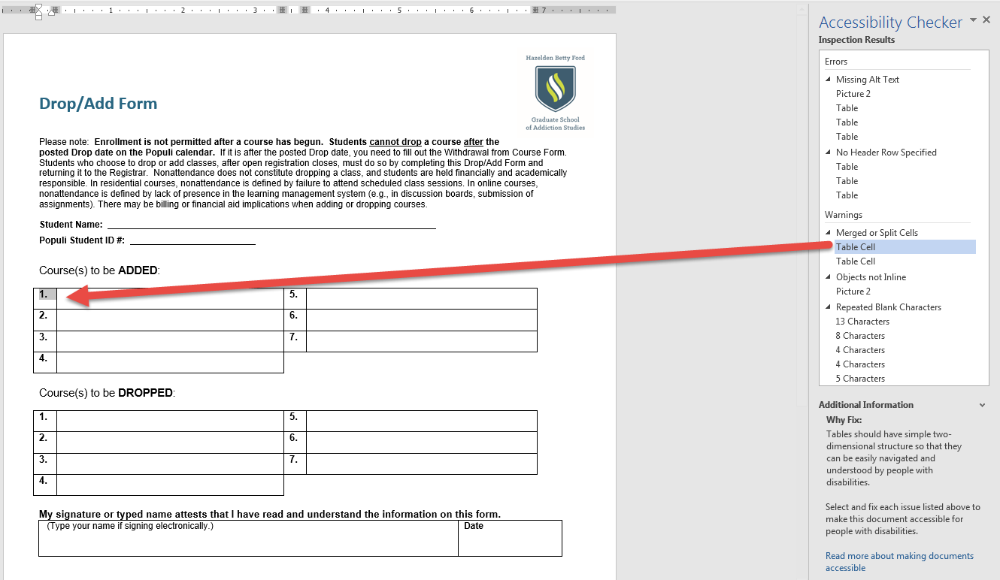 1 2 3 4 5 6 7
Accessibility Checker
Inspection Results
Errors
Missing Alt Text
Picture 2
Table
Table
Table
No Header Row Specified
Table
Table
Table
Warnings
Merged or Split Cells
Table Cell
Table Cell
Objects not Inline
Picture 2
Repeated Blank Characters
13 Characters
8 Characters
4 Characters
4 Characters
5 Characters
Additional Information
Why Fix:
Tables should have simple two-
dimensional structure so that they
can be easily navigated and
understood by people with
disabilities.
Select and fix each issue listed above to
make this document accessible for
people with disabilities.
Read more about making documents
accessible
Hazelden Betty Ford
Graduate School
of Addiction Studies
Drop/Add Form
Please note: Enrollment is not permitted after a course has begun. Students cannot drop a course after the
posted Drop date on the Populi calendar. If it is after the posted Drop date, you need to fill out the Withdrawal from Course Form.
Students who choose to drop or add classes, after open registration closes, must do so by completing this Drop/Add Form and
returning it to the Registrar. Nonattendance does not constitute dropping a class, and students are held financially and academically
responsible. In residential courses, nonattendance is defined by failure to attend scheduled class sessions. In online courses,
nonattendance is defined by lack of presence in the learning management system (e.g., in discussion boards, submission of
assignments). There may be billing or financial aid implications when adding or dropping courses.
Student Name:
Populi Student ID #:
Course(s) to be ADDED:
1. 5.
2. 6.
3. 7.
4.
Course(s) to be DROPPED:
1. 5.
2. 6.
3. 7.
4.
My signature or typed name attests that I have read and understand the information on this form.
(Type your name if signing electronically.) Date